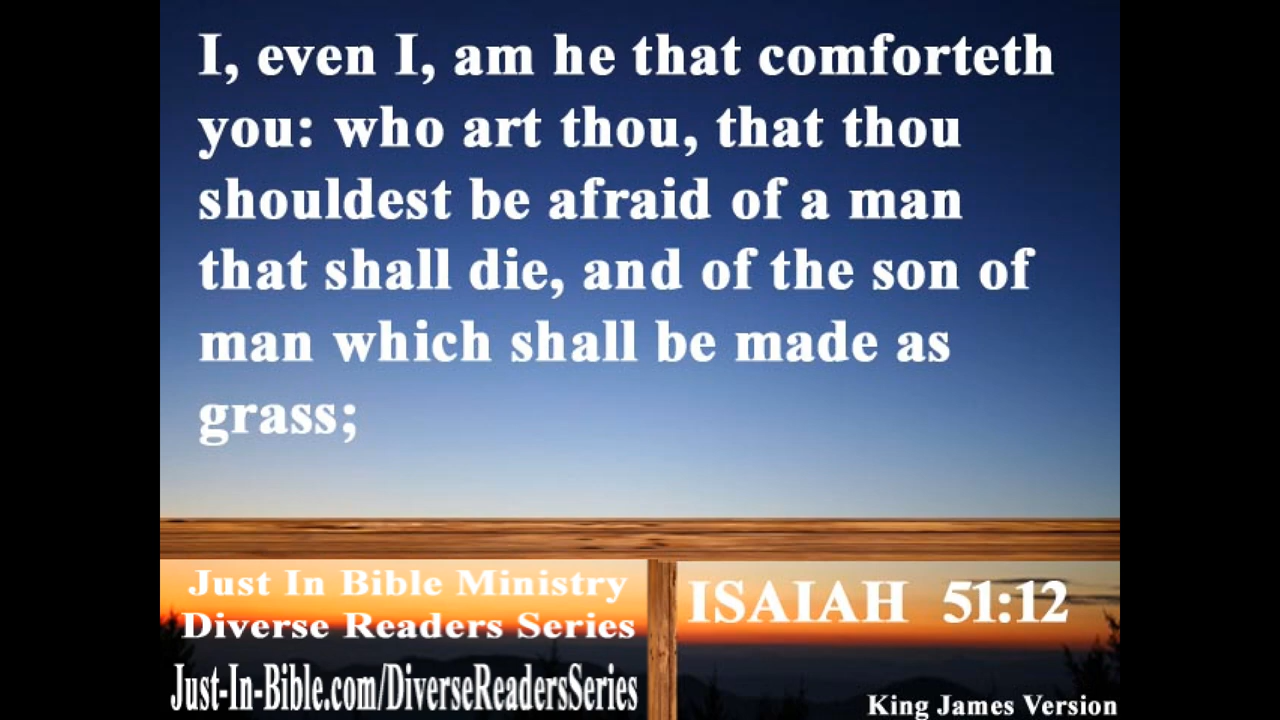 I, even I, am he that comforteth
you: who art thou, that thou
shouldest be afraid of a man
that shall die, and of the son of
man which shall be made as
grass;
Just In Bible Ministry
Diverse Readers Series
Just-In-Bible.com/DiverseReadersSeries
ISAIAH 51:12
King James Version